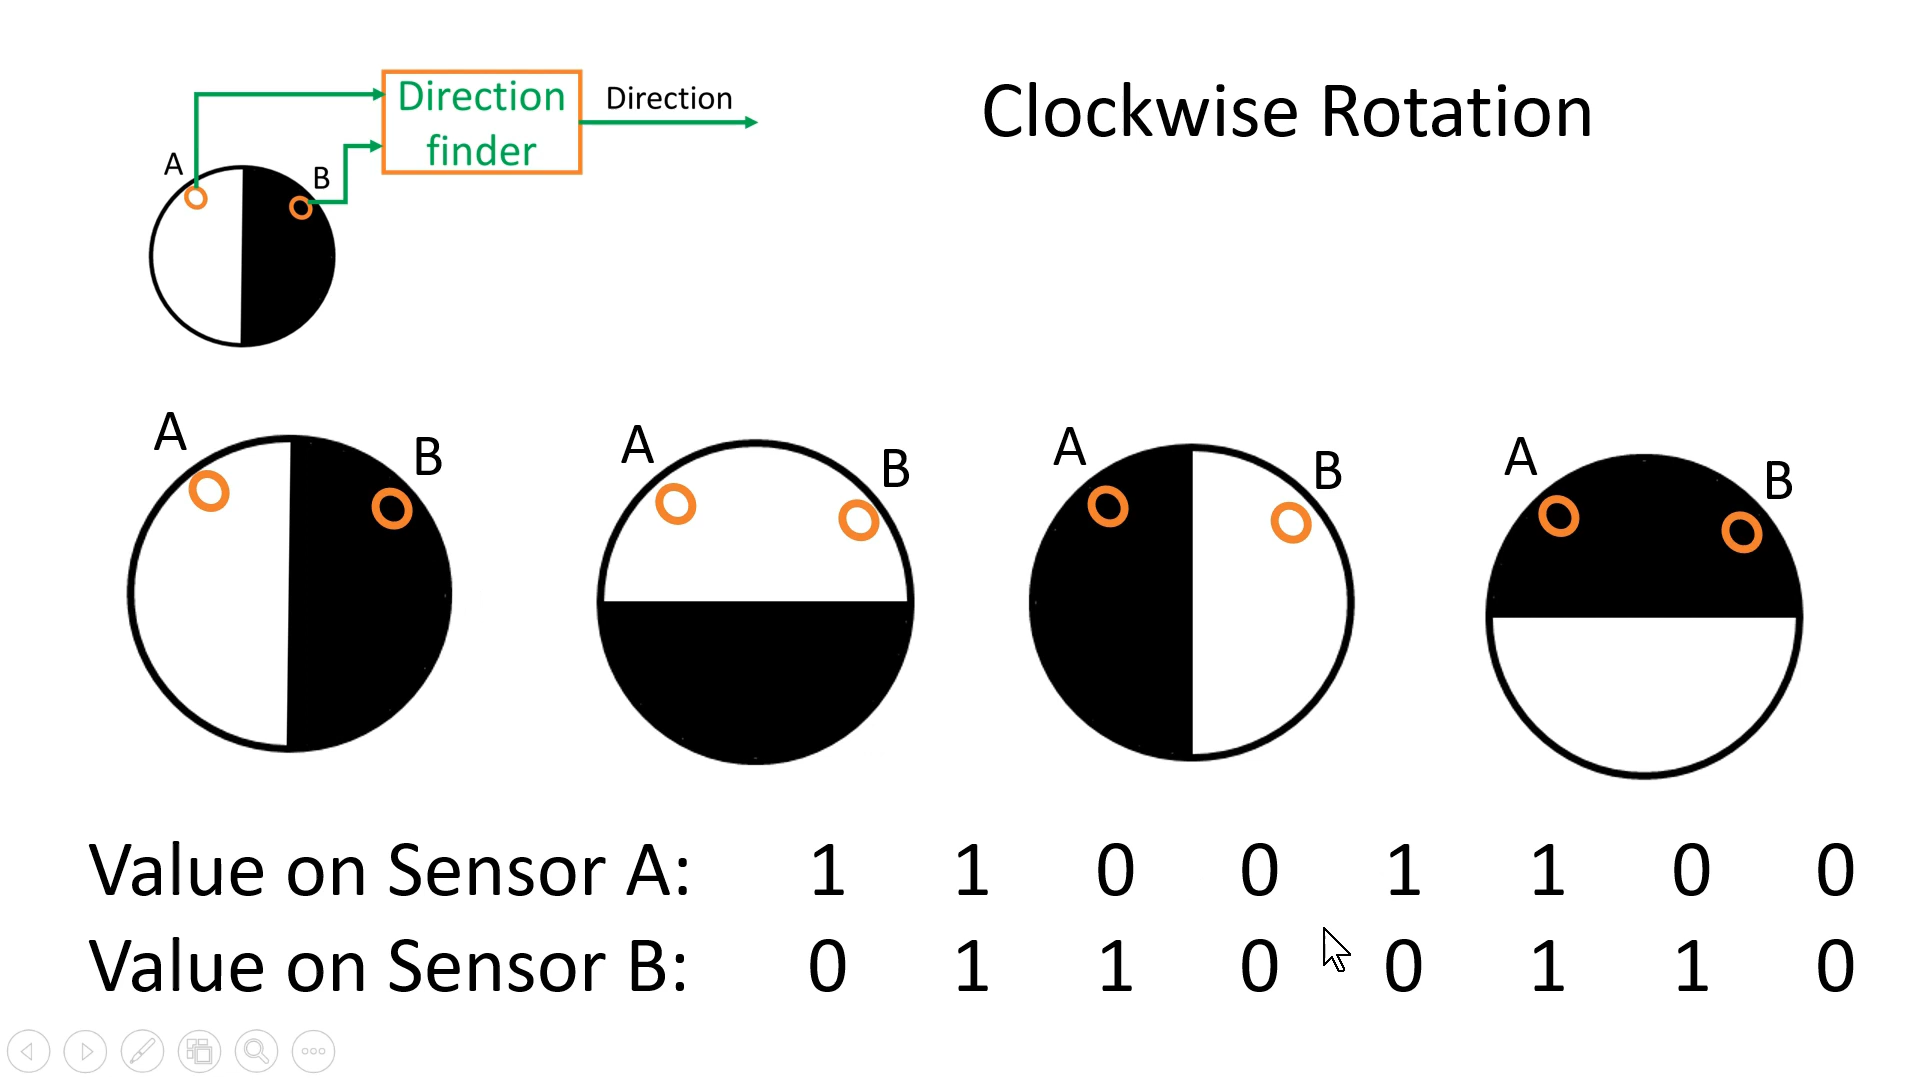 Direction
finder
Direction
Clockwise Rotation
A
B
A
B
A
B
A
B
A
B
Value on Sensor A: 1 1 0 0 1 1 0 0
Value on Sensor B: 0 1 1 0 0 1 1 0